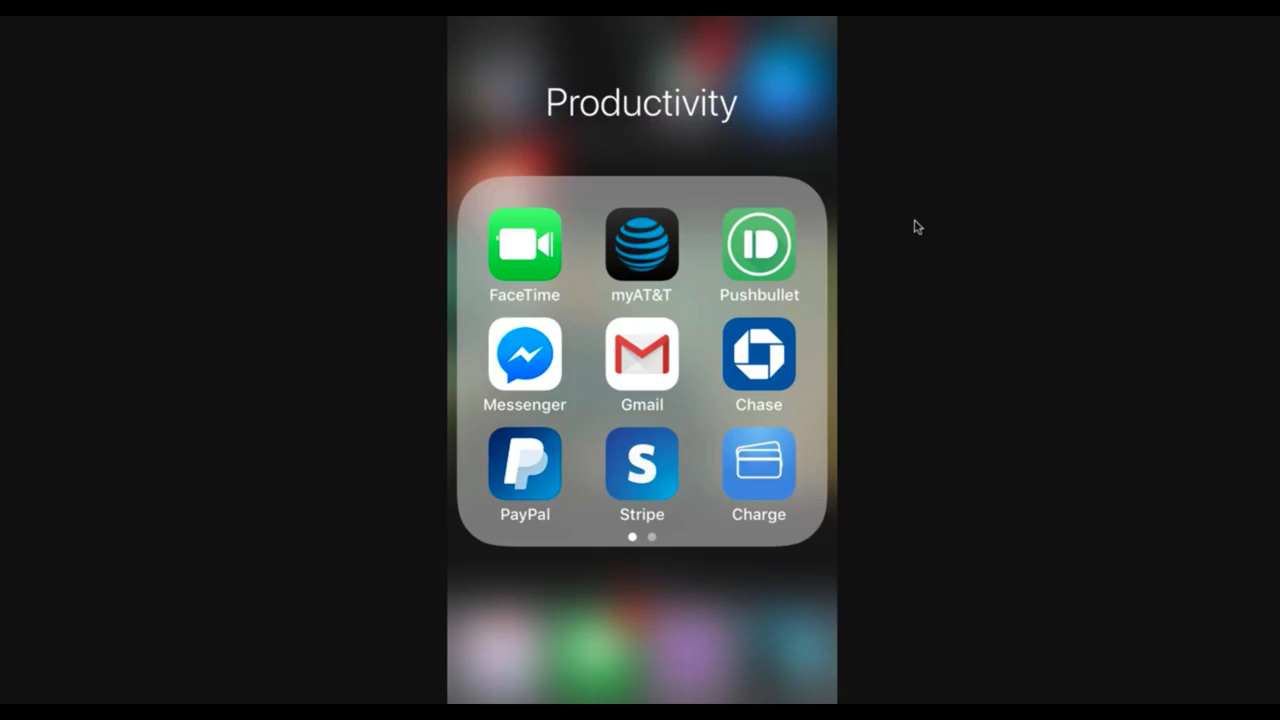 Productivity
FaceTime
myAT&T
Pushbullet
Messenger
Gmail
Chase
PayPal
S
Stripe
Charge